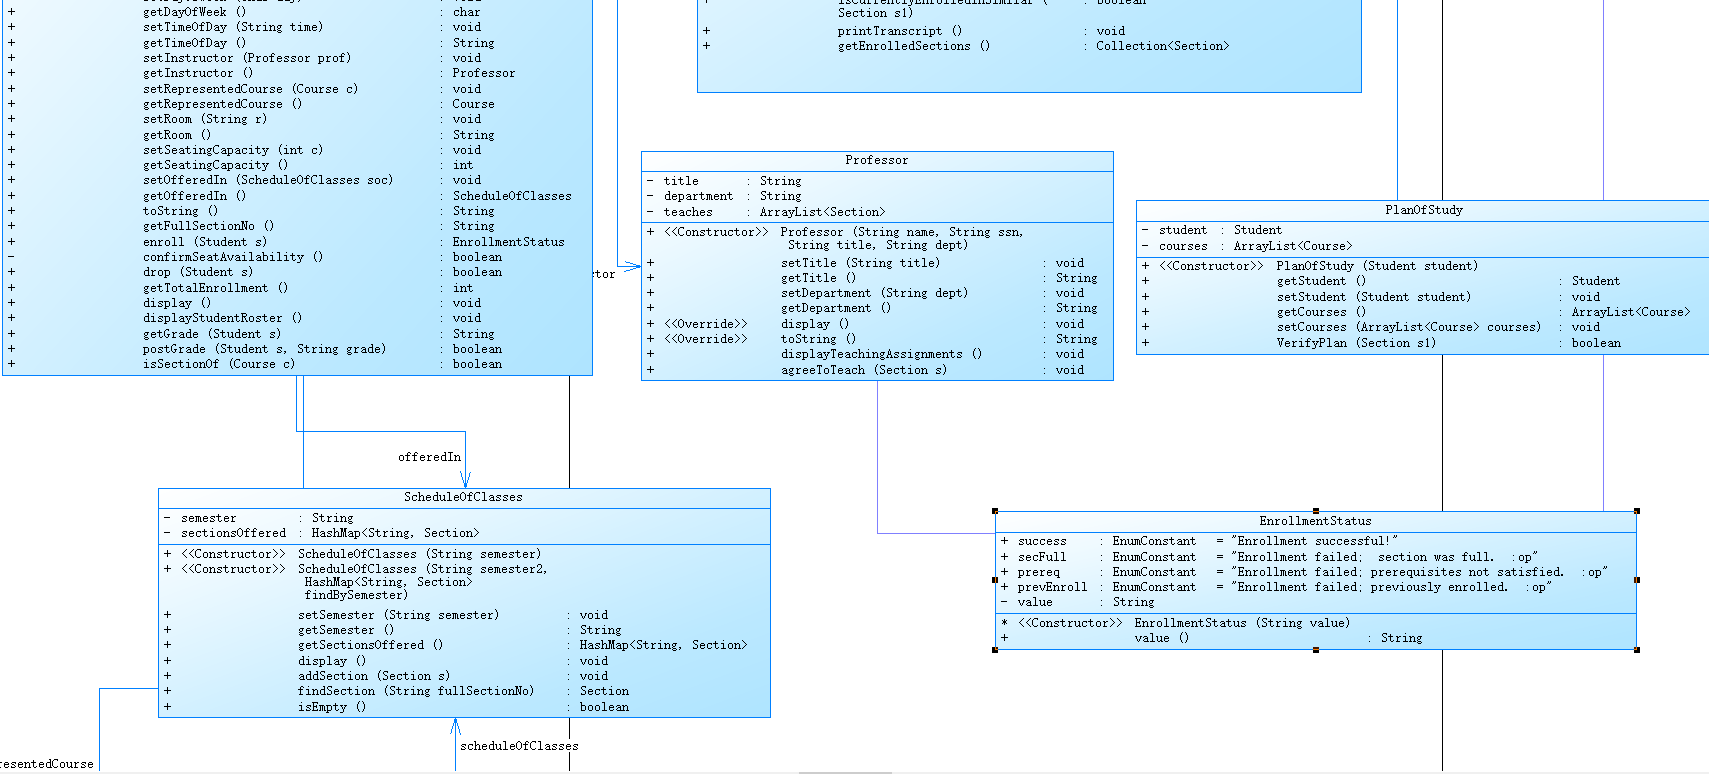 + getDayOfWeek () : char
+ setTimeOfDay (String time) : void
+ getTimeOfDay () : String
+ setInstructor (Professor prof) : void
+ getInstructor () : Professor
+ setRepresentedCourse (Course c) : void
+ getRepresentedCourse () : Course
+ setRoom (String r) : void
+ getRoom () : String
+ setSeatingCapacity (int c) : void
+ getSeatingCapacity () : int
+ setOfferedIn (ScheduleOfClasses soc) : void
+ getOfferedIn () : ScheduleOfClasses
+ toString () : String
+ getFullSectionNo () : String
+ enroll (Student s) : EnrollmentStatus
- confirmSeatAvailability () : boolean
+ drop (Student s) : boolean
+ getTotalEnrollment () : int
+ display () : void
+ displayStudentRoster () : void
+ getGrade (Student s) : String
+ postGrade (Student s, String grade) : boolean
+ isSectionOf (Course c) : boolean
+ isCurrentlyEnrolledInSimilar ( : boolean
Section s1)
+ printTranscript () : void
+ getEnrolledSections () : Collection<Section>
Professor
- title : String
- department : String
- teaches : ArrayList<Section>
+ <<Constructor>> Professor (String name, String ssn,
String title, String dept)
+ setTitle (String title) : void
+ getTitle () : String
+ setDepartment (String dept) : void
+ getDepartment () : String
+ <<Override>> display () : void
+ <<Override>> toString () : String
+ displayTeachingAssignments () : void
+ agreeToTeach (Section s) : void
ctor
PlanOfStudy
- student : Student
- courses : ArrayList<Course>
+ <<Constructor>> PlanOfStudy (Student student)
+ getStudent () : Student
+ setStudent (Student student) : void
+ getCourses () : ArrayList<Course>
+ setCourses (ArrayList<Course> courses) : void
+ VerifyPlan (Section s1) : boolean
offeredIn
ScheduleOfClasses
- semester : String
- sectionsOffered : HashMap<String, Section>
+ <<Constructor>> ScheduleOfClasses (String semester)
+ <<Constructor>> ScheduleOfClasses (String semester2,
HashMap<String, Section>
findBySemester)
+ setSemester (String semester) : void
+ getSemester () : String
+ getSectionsOffered () : HashMap<String, Section>
+ display () : void
+ addSection (Section s) : void
+ findSection (String fullSectionNo) : Section
+ isEmpty () : boolean
EnrollmentStatus
+ success : EnumConstant = "Enrollment successful!"
+ secFull : EnumConstant = "Enrollment failed;  section was full.  :op"
+ prereq : EnumConstant = "Enrollment failed; prerequisites not satisfied.  :op"
+ prevEnroll : EnumConstant = "Enrollment failed; previously enrolled.  :op"
- value : String
* <<Constructor>> EnrollmentStatus (String value)
+ value () : String
scheduleOfClasses
resentedCourse